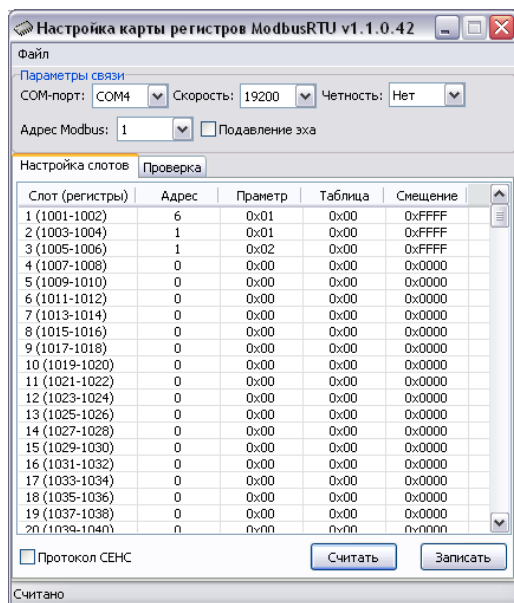 Настройка карты регистров ModbusRTU v1.1.0.42
Файл
Параметры связи
COM-порт: COM4 Скорость: 19200 Четность: Нет
Адрес Modbus: 1 Подавление эха
Настройка слотов Проверка
Слот (регистры) Адрес Праметр Таблица Смещение
1 (1001-1002) 6 0x01 0x00 0xFFFF
2 (1003-1004) 1 0x01 0x00 0xFFFF
3 (1005-1006) 1 0x02 0x00 0xFFFF
4 (1007-1008) 0 0x00 0x00 0x0000
5 (1009-1010) 0 0x00 0x00 0x0000
6 (1011-1012) 0 0x00 0x00 0x0000
7 (1013-1014) 0 0x00 0x00 0x0000
8 (1015-1016) 0 0x00 0x00 0x0000
9 (1017-1018) 0 0x00 0x00 0x0000
10 (1019-1020) 0 0x00 0x00 0x0000
11 (1021-1022) 0 0x00 0x00 0x0000
12 (1023-1024) 0 0x00 0x00 0x0000
13 (1025-1026) 0 0x00 0x00 0x0000
14 (1027-1028) 0 0x00 0x00 0x0000
15 (1029-1030) 0 0x00 0x00 0x0000
16 (1031-1032) 0 0x00 0x00 0x0000
17 (1033-1034) 0 0x00 0x00 0x0000
18 (1035-1036) 0 0x00 0x00 0x0000
19 (1037-1038) 0 0x00 0x00 0x0000
20 (1039-1040) 0 0x00 0x00 0x0000
Протокол СЕНС Считать Записать
Считано